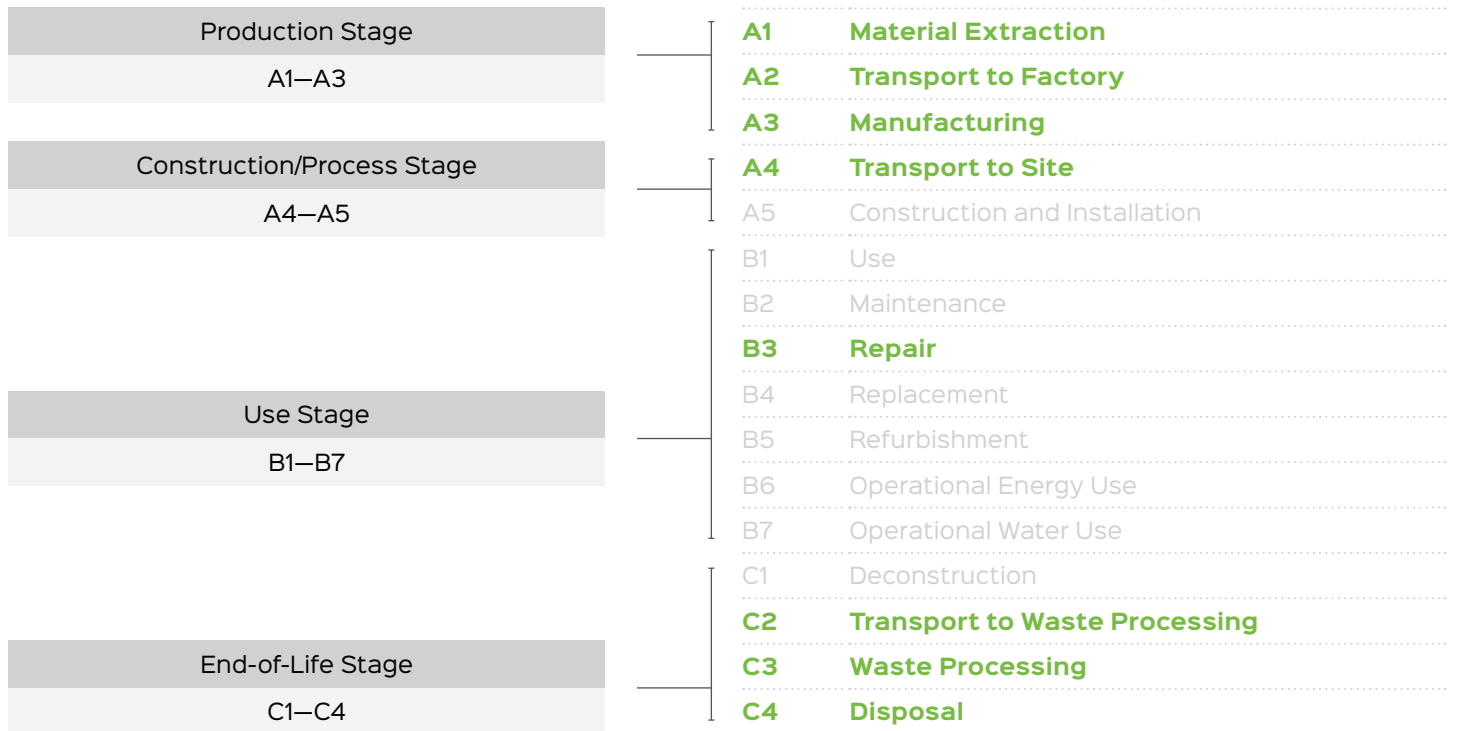 Production Stage
A1—A3
Construction/Process Stage
A4—A5
Use Stage
B1—B7
End-of-Life Stage
C1—C4
A1 Material Extraction
A2 Transport to Factory
A3 Manufacturing
A4 Transport to Site
A5 Construction and Installation
B1 Use
B2 Maintenance
B3 Repair
B4 Replacement
B5 Refurbishment
B6 Operational Energy Use
B7 Operational Water Use
C1 Deconstruction
C2 Transport to Waste Processing
C3 Waste Processing
C4 Disposal